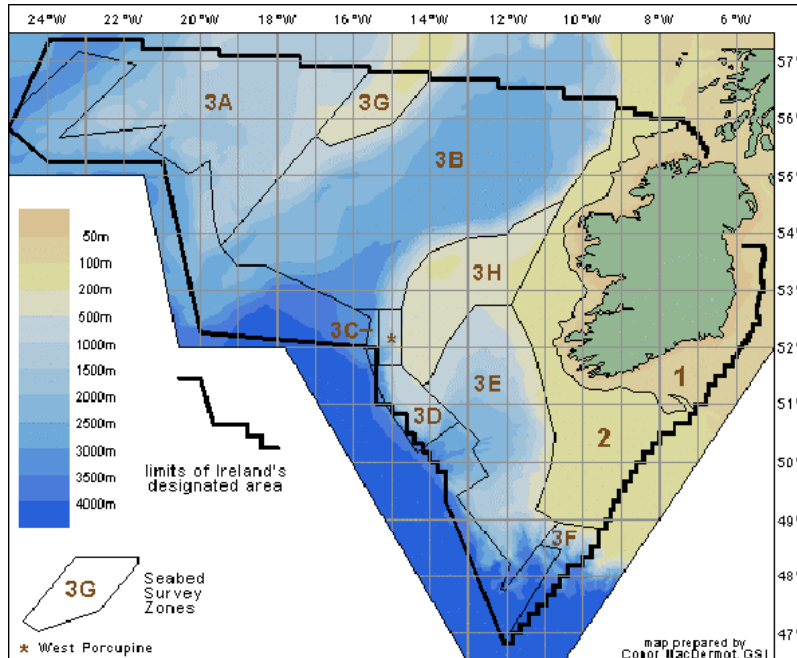 24°W 22°W 20°W 18°W 16°W 14°W 12°W 10°W 8°W 6°W
57°N
3A
3G
56°N
3B
55°N
50m
54°N
100m
3H
200m
53°N
500m
3C
*
1000m
52°N
3E
1
1500m
3D
51°N
2000m
2
2500m
limits of Ireland's
designated area
50°N
3000m
3500m
4000m
49°N
3F
3G
Seabed
Survey
Zones
48°N
47°N
* West Porcupine
map prepared by
Conor MacDermot, GSI